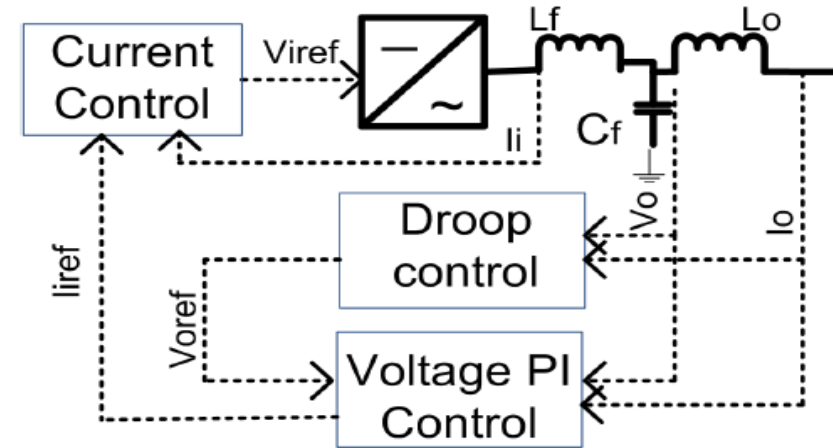 Current
Control
Viref
—
~
Lf
Lo
Ii
Cf
Vo
Io
Droop
control
Iiref
Voref
Voltage PI
Control